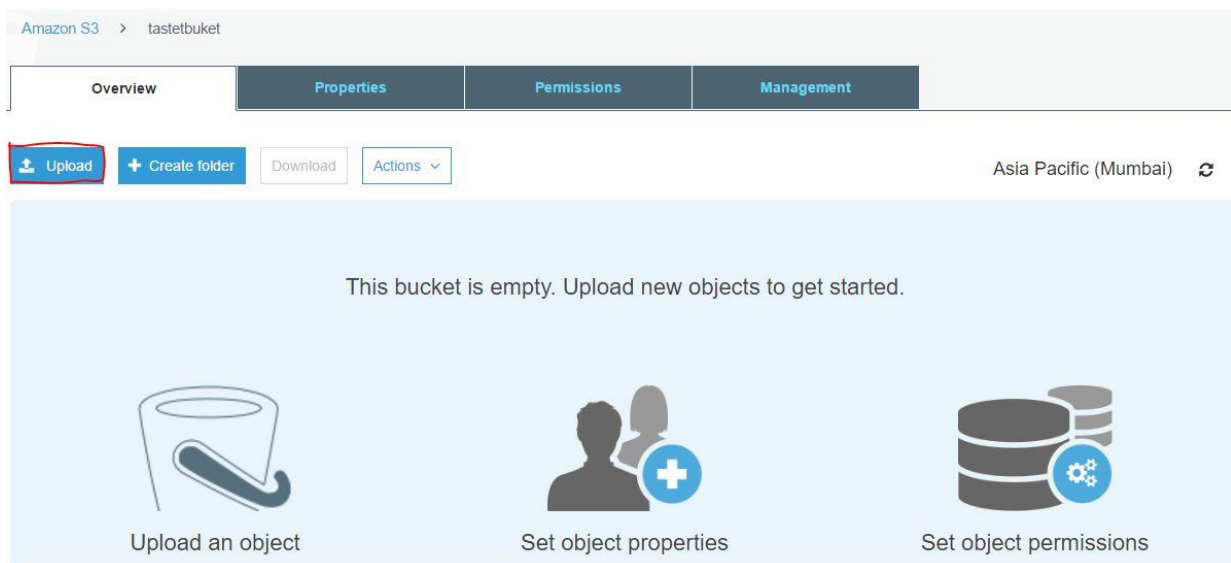 Amazon S3 > tastetbuket
Overview Properties Permissions Management
Upload Create folder Download Actions Asia Pacific (Mumbai)
This bucket is empty. Upload new objects to get started.
Upload an object Set object properties Set object permissions